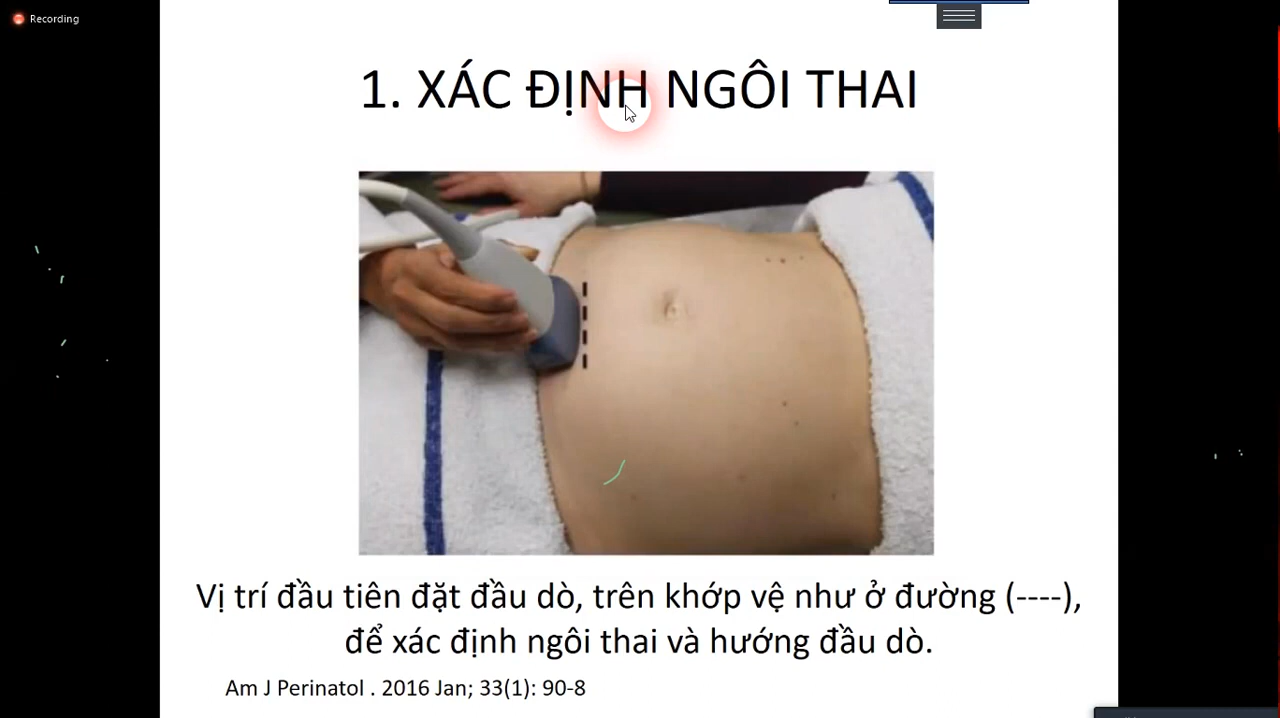 Recording
1. XÁC ĐỊNH NGÔI THAI
Vị trí đầu tiên đặt đầu dò, trên khớp vệ như ở đường (----),
để xác định ngôi thai và hướng đầu dò.
Am J Perinatol . 2016 Jan; 33(1): 90-8